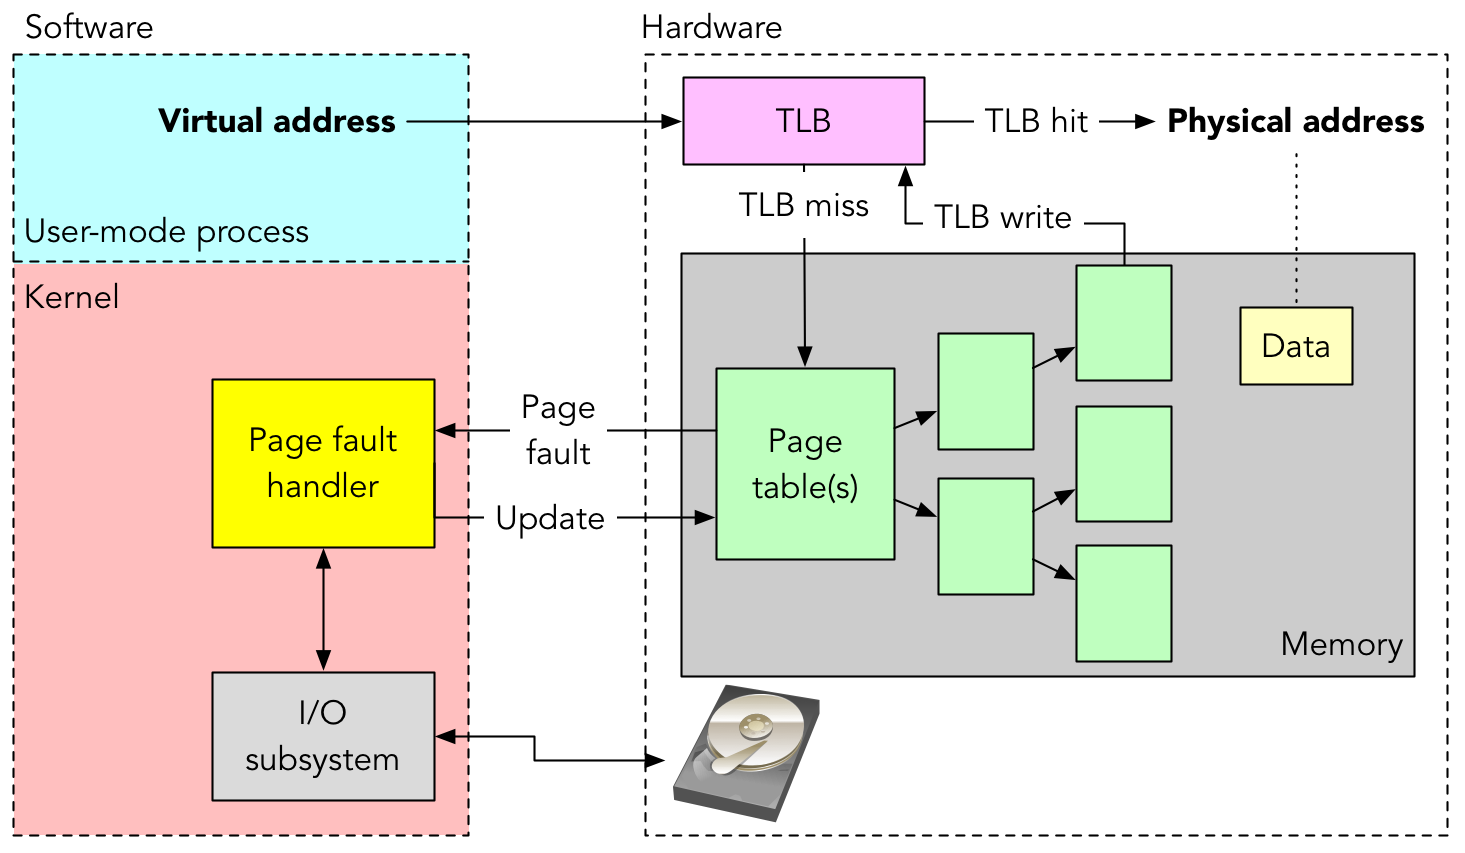 Software
Hardware
Virtual address
TLB
TLB hit
Physical address
TLB miss
TLB write
User-mode process
Kernel
Data
Page fault
handler
Page
fault
Page
table(s)
Update
Memory
I/O
subsystem